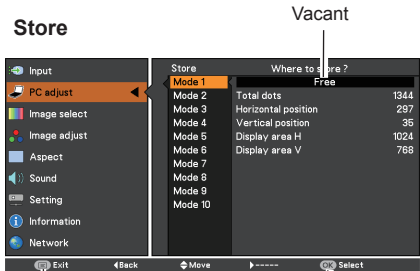 Vacant
Store
Input
PC adjust
Image select
Image adjust
Aspect
Sound
Setting
Information
Network
Store
Mode 1
Mode 2
Mode 3
Mode 4
Mode 5
Mode 6
Mode 7
Mode 8
Mode 9
Mode 10
Where to store ?
Free
Total dots 1344
Horizontal position 297
Vertical position 35
Display area H 1024
Display area V 768
Exit ◀Back Move ▶----- OK Select